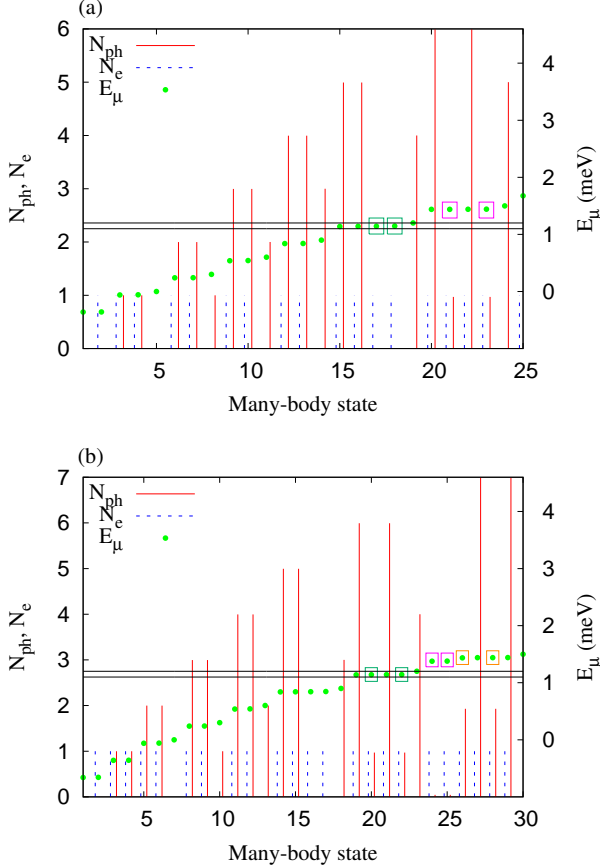 (a)
N_ph
N_e
E_μ
6
5
4
3
2
1
0
4
3
2
1
0
N_ph, N_e
E_μ (meV)
5 10 15 20 25
Many-body state
(b)
N_ph
N_e
E_μ
7
6
5
4
3
2
1
0
4
3
2
1
0
N_ph, N_e
E_μ (meV)
5 10 15 20 25 30
Many-body state